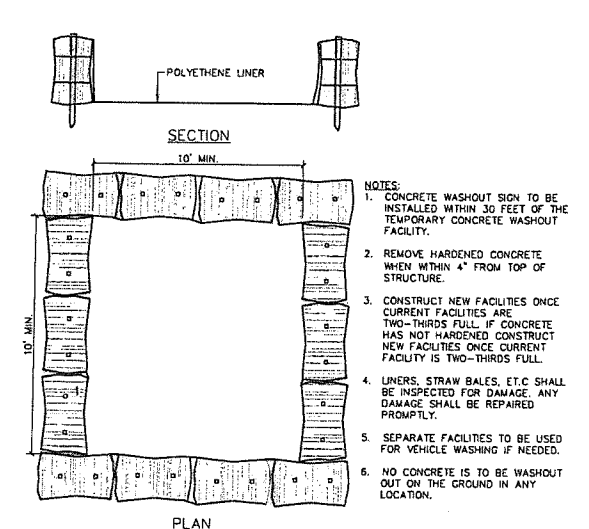 POLYETHENE LINER
SECTION
10' MIN.
10' MIN.
PLAN
NOTES:
1. CONCRETE WASHOUT SIGN TO BE
INSTALLED WITHIN 30 FEET OF THE
TEMPORARY CONCRETE WASHOUT
FACILITY.
2. REMOVE HARDENED CONCRETE
WHEN WITHIN 4" FROM TOP OF
STRUCTURE.
3. CONSTRUCT NEW FACILITIES ONCE
CURRENT FACILITIES ARE
TWO-THIRDS FULL. IF CONCRETE
HAS NOT HARDENED CONSTRUCT
NEW FACILITIES ONCE CURRENT
FACILITY IS TWO-THIRDS FULL.
4. LINERS, STRAW BALES, ET.C SHALL
BE INSPECTED FOR DAMAGE. ANY
DAMAGE SHALL BE REPAIRED
PROMPTLY.
5. SEPARATE FACILITIES TO BE USED
FOR VEHICLE WASHING IF NEEDED.
6. NO CONCRETE IS TO BE WASHOUT
OUT ON THE GROUND IN ANY
LOCATION.